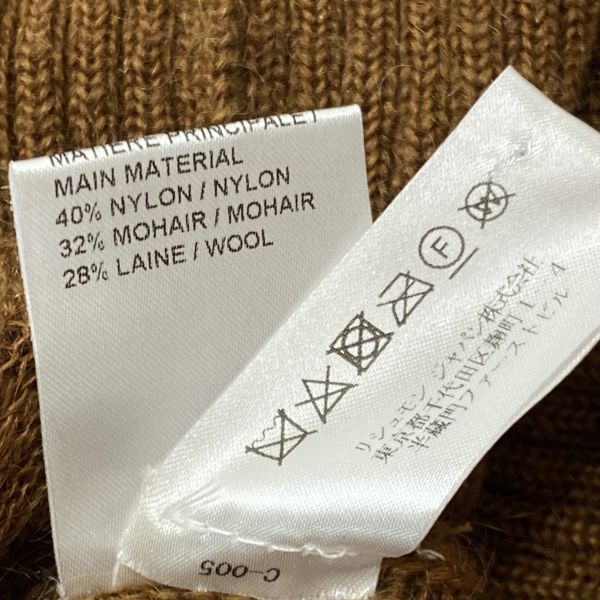 MATIÈRE PRINCIPALE1
MAIN MATERIAL
40% NYLON / NYLON
32% MOHAIR / MOHAIR
28% LAINE / WOOL
F
W
リシュモン ジャパン株式会社
東京都千代田区麹町1-4
半蔵門ファーストビル
C-005